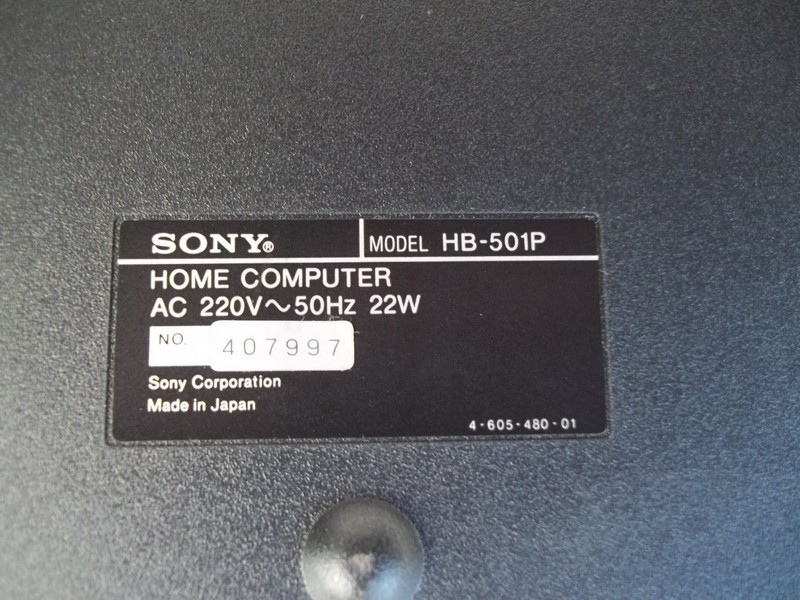 SONY® MODEL HB-501P
HOME COMPUTER
AC 220V～50Hz 22W
NO. 407997
Sony Corporation
Made in Japan
4-605-480-01